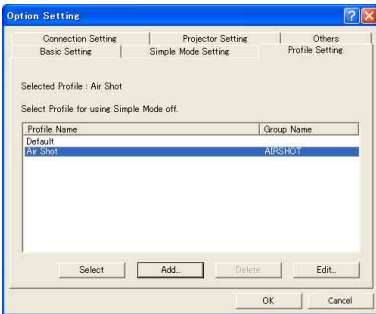 Option Setting
Connection Setting Projector Setting Others
Basic Setting Simple Mode Setting Profile Setting
Selected Profile : Air Shot
Select Profile for using Simple Mode off.
Profile Name Group Name
Default
Air Shot AIRSHOT
Select Add... Delete Edit...
OK Cancel